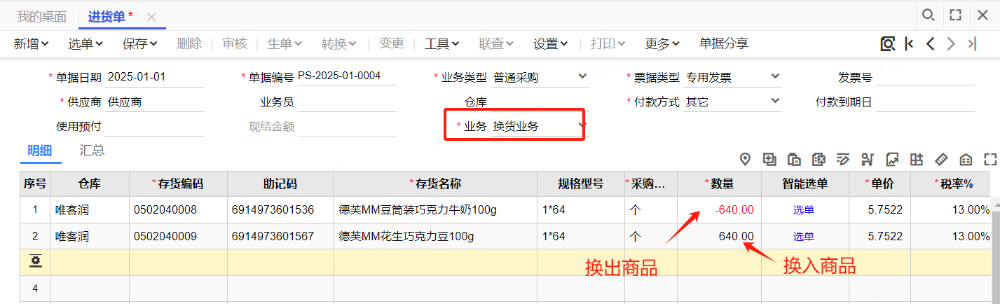 我的桌面 进货单 *
新增 选单 保存 删除 审核 生单 转换 变更 工具 联查 设置 打印 更多 单据分享
* 单据日期 2025-01-01 * 单据编号 PS-2025-01-0004 * 业务类型 普通采购 * 票据类型 专用发票 发票号
* 供应商 供应商 业务员 仓库 * 付款方式 其它 付款到期日
使用预付 现结金额 * 业务 换货业务
明细 汇总
序号 仓库 * 存货编码 助记码 * 存货名称 规格型号 * 采购... * 数量 智能选单 * 单价 * 税率%
1 唯客润 0502040008 6914973601536 德芙MM豆筒装巧克力牛奶100g 1*64 个 -640.00 选单 5.7522 13.00%
2 唯客润 0502040009 6914973601567 德芙MM花生巧克力豆100g 1*64 个 640.00 选单 5.7522 13.00%
换出商品 换入商品
4